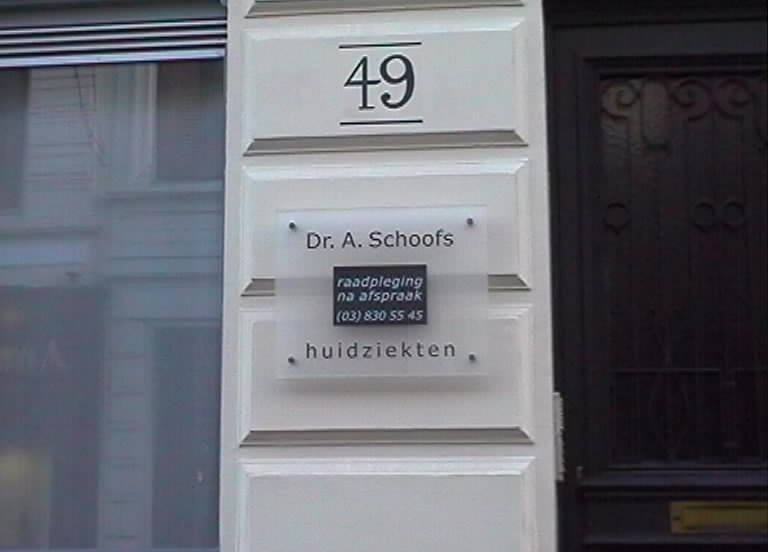 49
Dr. A. Schoofs
raadpleging
na afspraak
(03) 830 55 45
huidziekten